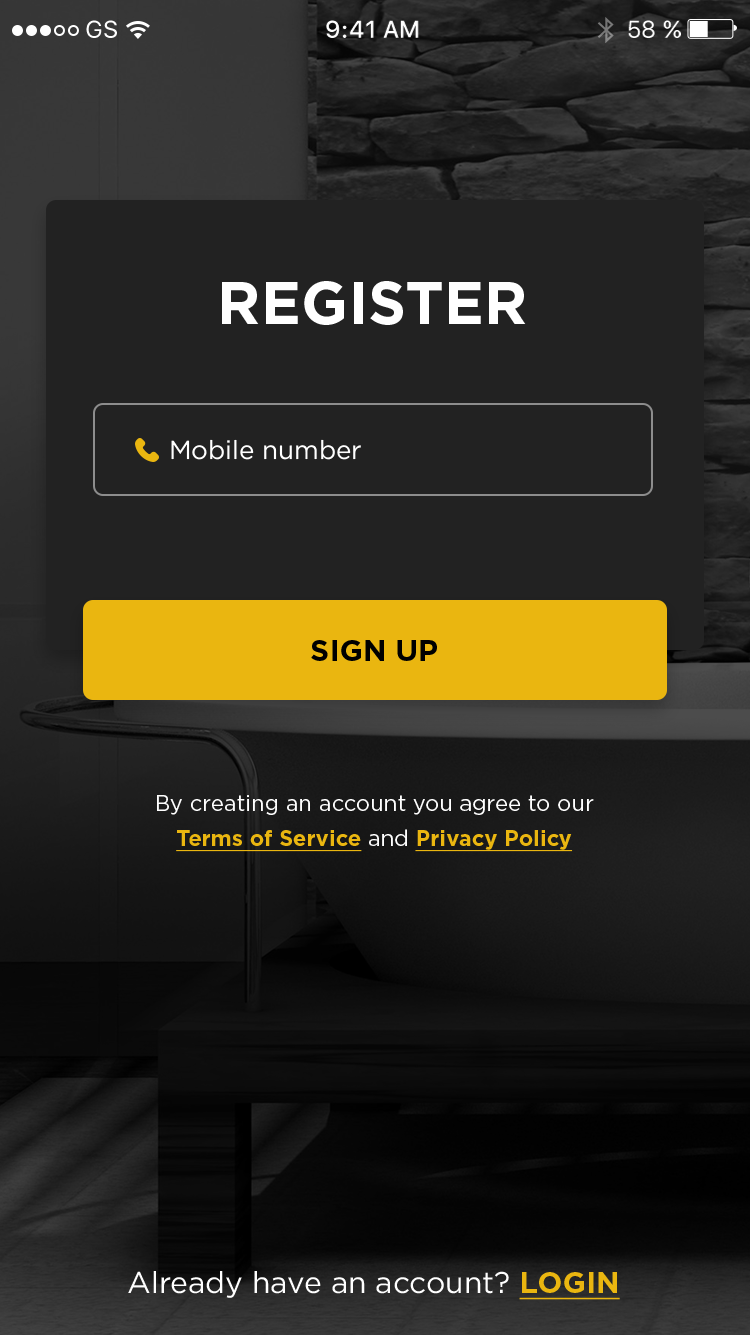 GS 9:41 AM 58 %
REGISTER
Mobile number
SIGN UP
By creating an account you agree to our
Terms of Service and Privacy Policy
Already have an account? LOGIN